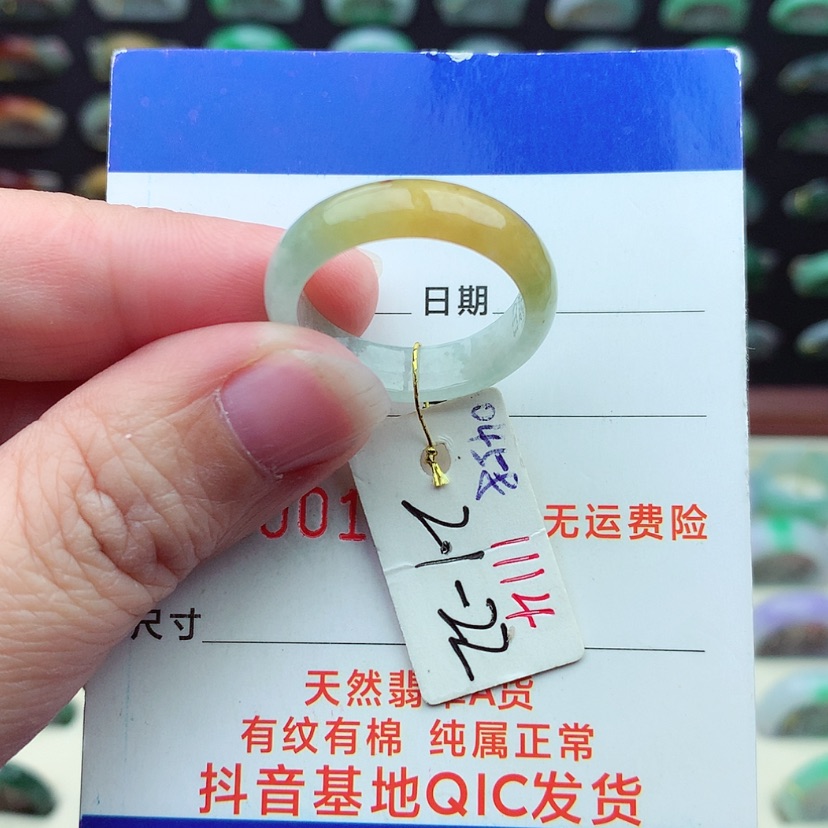 日期
001
无运费险
尺寸
天然翡翠A货
有纹有棉 纯属正常
抖音基地QIC发货
21-22
1114